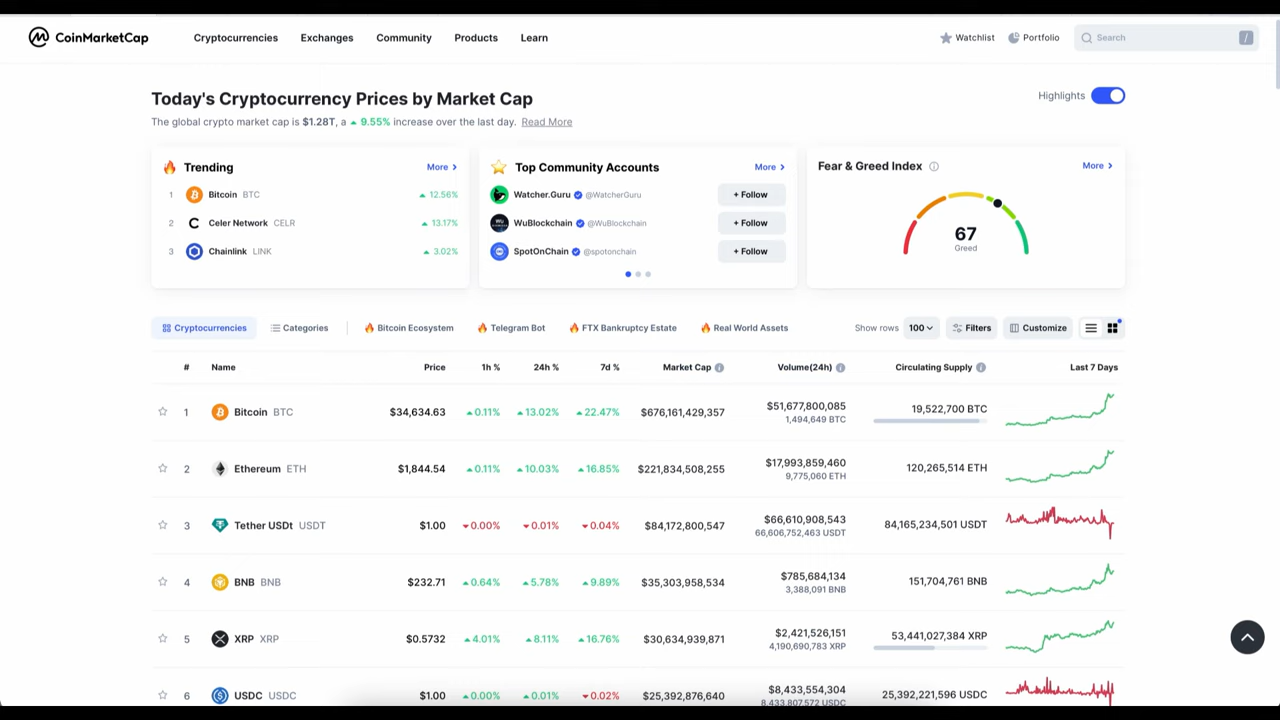 CoinMarketCap Cryptocurrencies Exchanges Community Products Learn Watchlist Portfolio Search /
Today's Cryptocurrency Prices by Market Cap Highlights
The global crypto market cap is $1.28T, a 9.55% increase over the last day. Read More
Trending More >
1 Bitcoin BTC 12.56%
2 Celer Network CELR 13.17%
3 Chainlink LINK 3.02%
Top Community Accounts More >
Watcher.Guru @WatcherGuru + Follow
WuBlockchain @WuBlockchain + Follow
SpotOnChain @spotonchain + Follow
Fear & Greed Index More >
67
Greed
Cryptocurrencies Categories Bitcoin Ecosystem Telegram Bot FTX Bankruptcy Estate Real World Assets Show rows 100 Filters Customize
# Name Price 1h % 24h % 7d % Market Cap Volume(24h) Circulating Supply Last 7 Days
1 Bitcoin BTC $34,634.63 0.11% 13.02% 22.47% $676,161,429,357 $51,677,800,085 19,522,700 BTC
1,494,649 BTC
2 Ethereum ETH $1,844.54 0.11% 10.03% 16.85% $221,834,508,255 $17,993,859,460 120,265,514 ETH
9,775,060 ETH
3 Tether USDt USDT $1.00 0.00% 0.01% 0.04% $84,172,800,547 $66,610,908,543 84,165,234,501 USDT
66,606,752,463 USDT
4 BNB BNB $232.71 0.64% 5.78% 9.89% $35,303,958,534 $785,684,134 151,704,761 BNB
3,388,091 BNB
5 XRP XRP $0.5732 4.01% 8.11% 16.76% $30,634,939,871 $2,421,526,151 53,441,027,384 XRP
4,190,690,783 XRP
6 USDC USDC $1.00 0.00% 0.01% 0.02% $25,392,876,640 $8,433,554,304 25,392,221,596 USDC
8,433,807,572 USDC